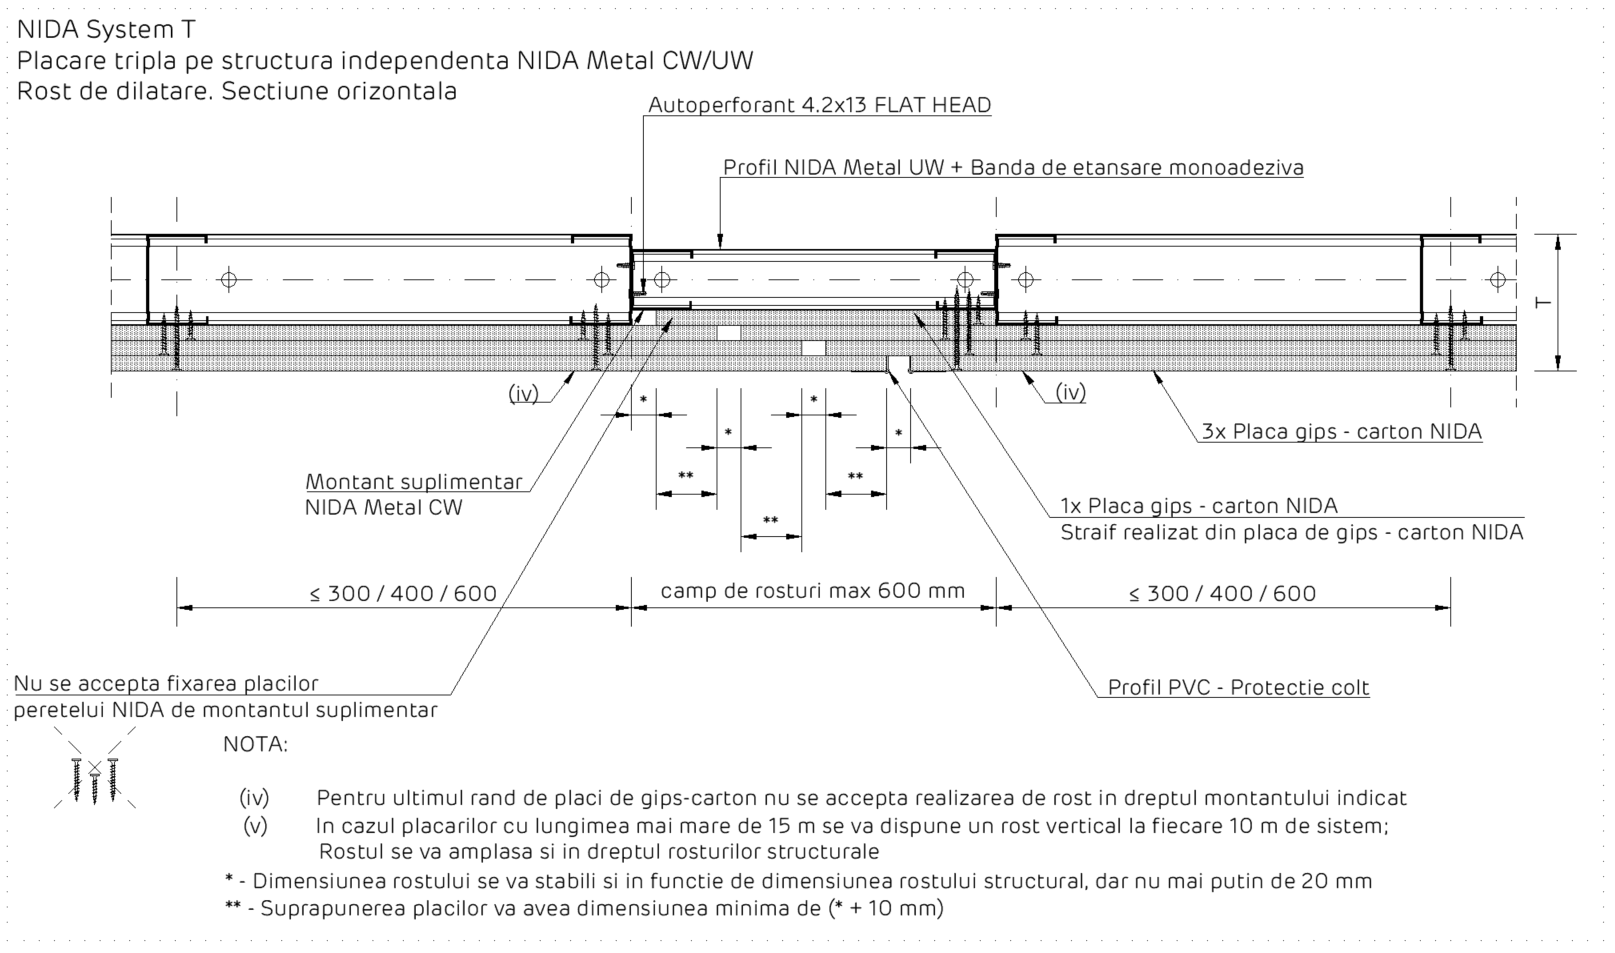 NIDA System T
Placare tripla pe structura independenta NIDA Metal CW/UW
Rost de dilatare. Sectiune orizontala
Autoperforant 4.2x13 FLAT HEAD
Profil NIDA Metal UW + Banda de etansare monoadeziva
T
(iv)
(iv)
*
*
*
*
3x Placa gips - carton NIDA
**
**
**
Montant suplimentar
NIDA Metal CW
1x Placa gips - carton NIDA
Straif realizat din placa de gips - carton NIDA
≤ 300 / 400 / 600
camp de rosturi max 600 mm
≤ 300 / 400 / 600
Nu se accepta fixarea placilor
peretelui NIDA de montantul suplimentar
Profil PVC - Protectie colt
NOTA:
(iv) Pentru ultimul rand de placi de gips-carton nu se accepta realizarea de rost in dreptul montantului indicat
(v) In cazul placarilor cu lungimea mai mare de 15 m se va dispune un rost vertical la fiecare 10 m de sistem;
Rostul se va amplasa si in dreptul rosturilor structurale
* - Dimensiunea rostului se va stabili si in functie de dimensiunea rostului structural, dar nu mai putin de 20 mm
** - Suprapunerea placilor va avea dimensiunea minima de (* + 10 mm)